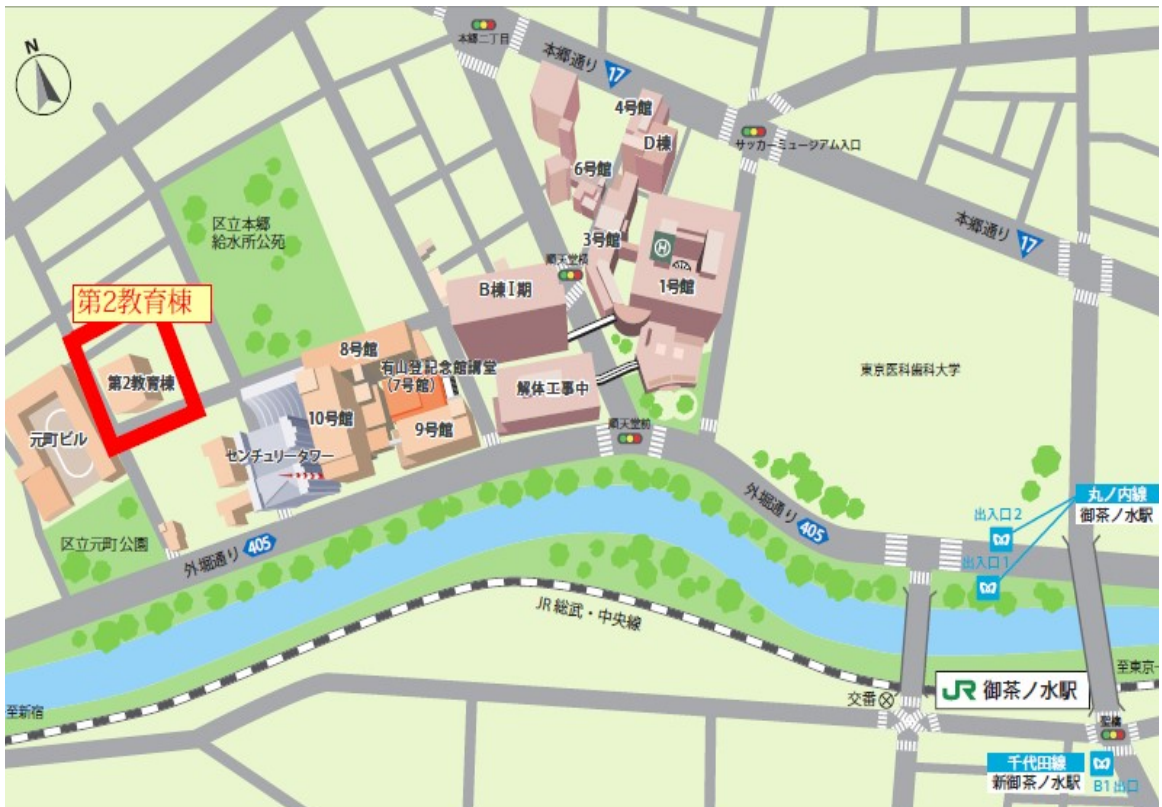 N
本郷二丁目
本郷通り 17
4号館
D棟
サッカーミュージアム入口
6号館
区立本郷
給水所公苑
3号館
本郷通り 17
順天堂横
H
1号館
B棟Ⅰ期
第2教育棟
8号館
有山登記念館講堂
(7号館)
東京医科歯科大学
第2教育棟
解体工事中
10号館
9号館
順天堂前
元町ビル
センチュリータワー
丸ノ内線
御茶ノ水駅
外堀通り 405
出入口2
区立元町公園
外堀通り 405
出入口1
JR総武・中央線
至東京
JR 御茶ノ水駅
交番
至新宿
聖橋
千代田線
新御茶ノ水駅
B1出口